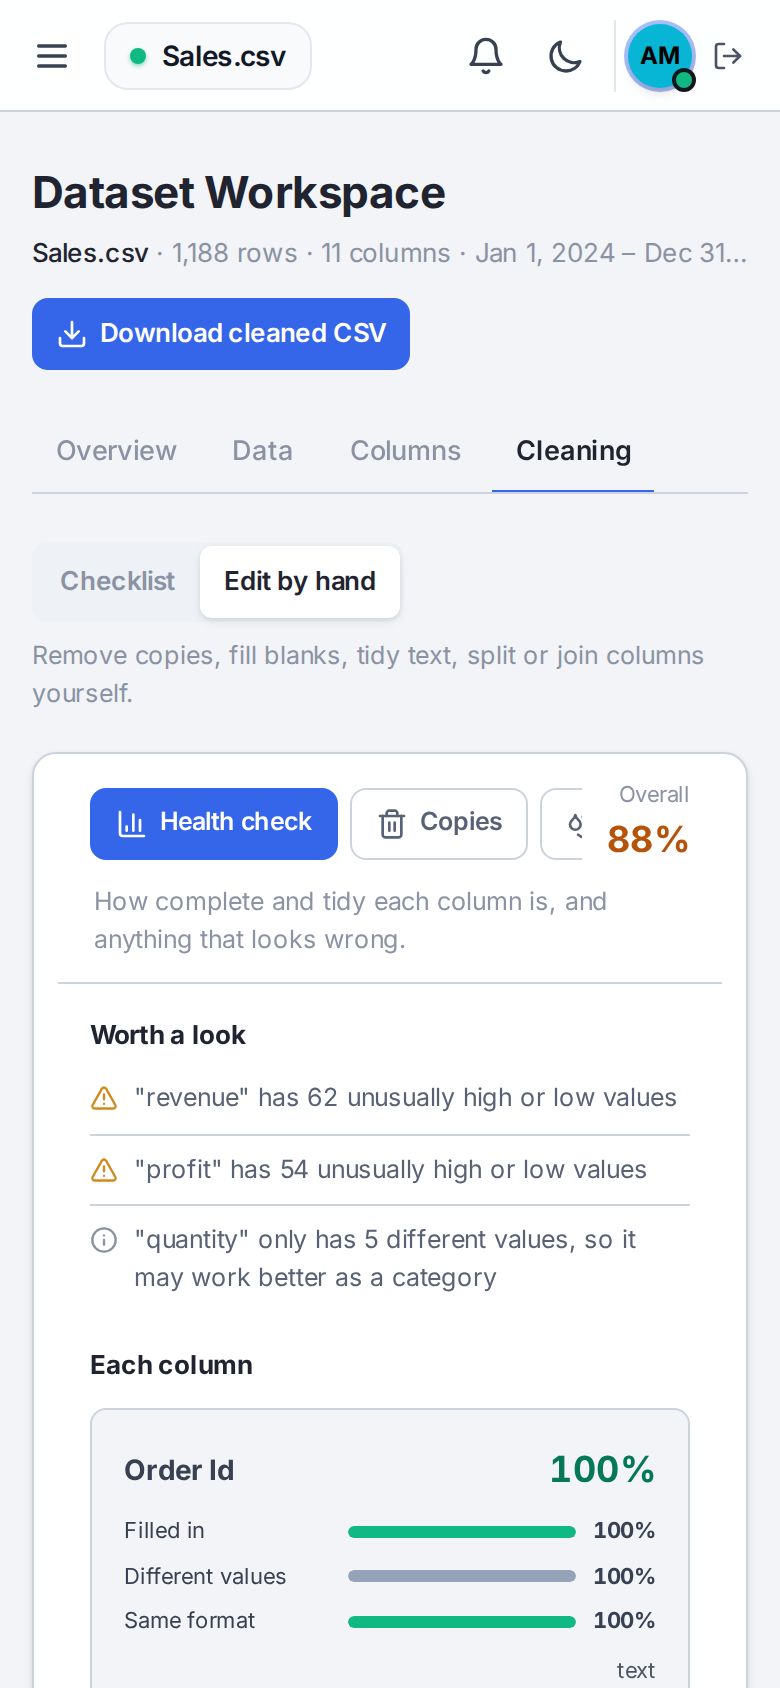 Sales.csv
AM
Dataset Workspace
Sales.csv · 1,188 rows · 11 columns · Jan 1, 2024 – Dec 31...
Download cleaned CSV
Overview Data Columns Cleaning
Checklist Edit by hand
Remove copies, fill blanks, tidy text, split or join columns
yourself.
Health check Copies
Overall
88%
How complete and tidy each column is, and
anything that looks wrong.
Worth a look
"revenue" has 62 unusually high or low values
"profit" has 54 unusually high or low values
"quantity" only has 5 different values, so it
may work better as a category
Each column
Order Id 100%
Filled in 100%
Different values 100%
Same format 100%
text